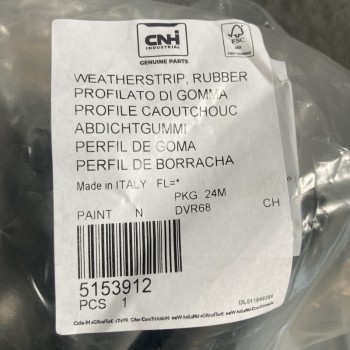 CNH
INDUSTRIAL
GENUINE PARTS
FSC
WEATHERSTRIP, RUBBER
PROFILATO DI GOMMA
PROFILE CAOUTCHOUC
ABDICHTGUMMI
PERFIL DE GOMA
PERFIL DE BORRACHA
Made in ITALY FL=*
PKG 24M
PAINT N DVR68 CH
5153912
PCS 1